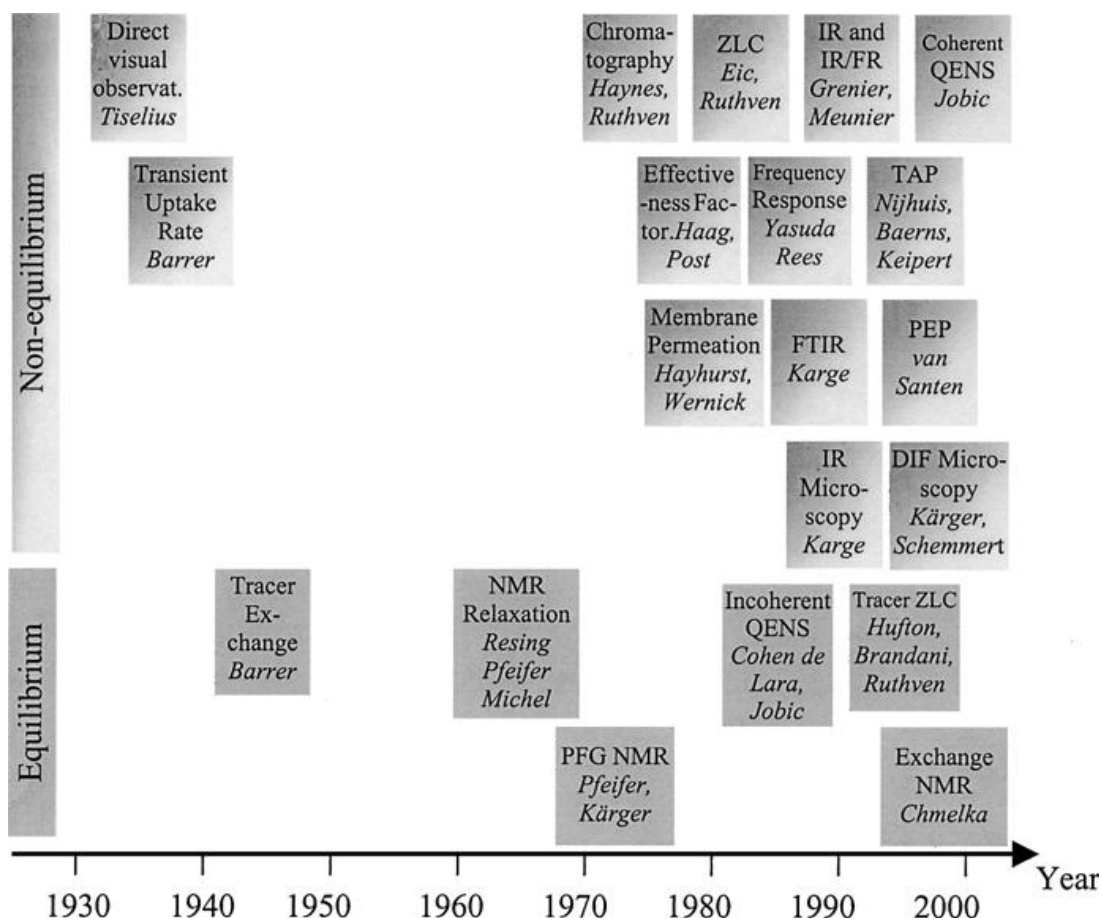 Non-equilibrium
Direct
visual
observat.
Tiselius
Chroma-
tography
Haynes,
Ruthven
ZLC
Eic,
Ruthven
IR and
IR/FR
Grenier,
Meunier
Coherent
QENS
Jobic
Transient
Uptake
Rate
Barrer
Effective
-ness Fac-
tor.Haag,
Post
Frequency
Response
Yasuda
Rees
TAP
Nijhuis,
Baerns,
Keipert
Membrane
Permeation
Hayhurst,
Wernick
FTIR
Karge
PEP
van
Santen
IR
Micro-
scopy
Karge
DIF Micro-
scopy
Kärger,
Schemmert
Equilibrium
Tracer
Ex-
change
Barrer
NMR
Relaxation
Resing
Pfeifer
Michel
Incoherent
QENS
Cohen de
Lara,
Jobic
Tracer ZLC
Hufton,
Brandani,
Ruthven
PFG NMR
Pfeifer,
Kärger
Exchange
NMR
Chmelka
1930 1940 1950 1960 1970 1980 1990 2000 Year